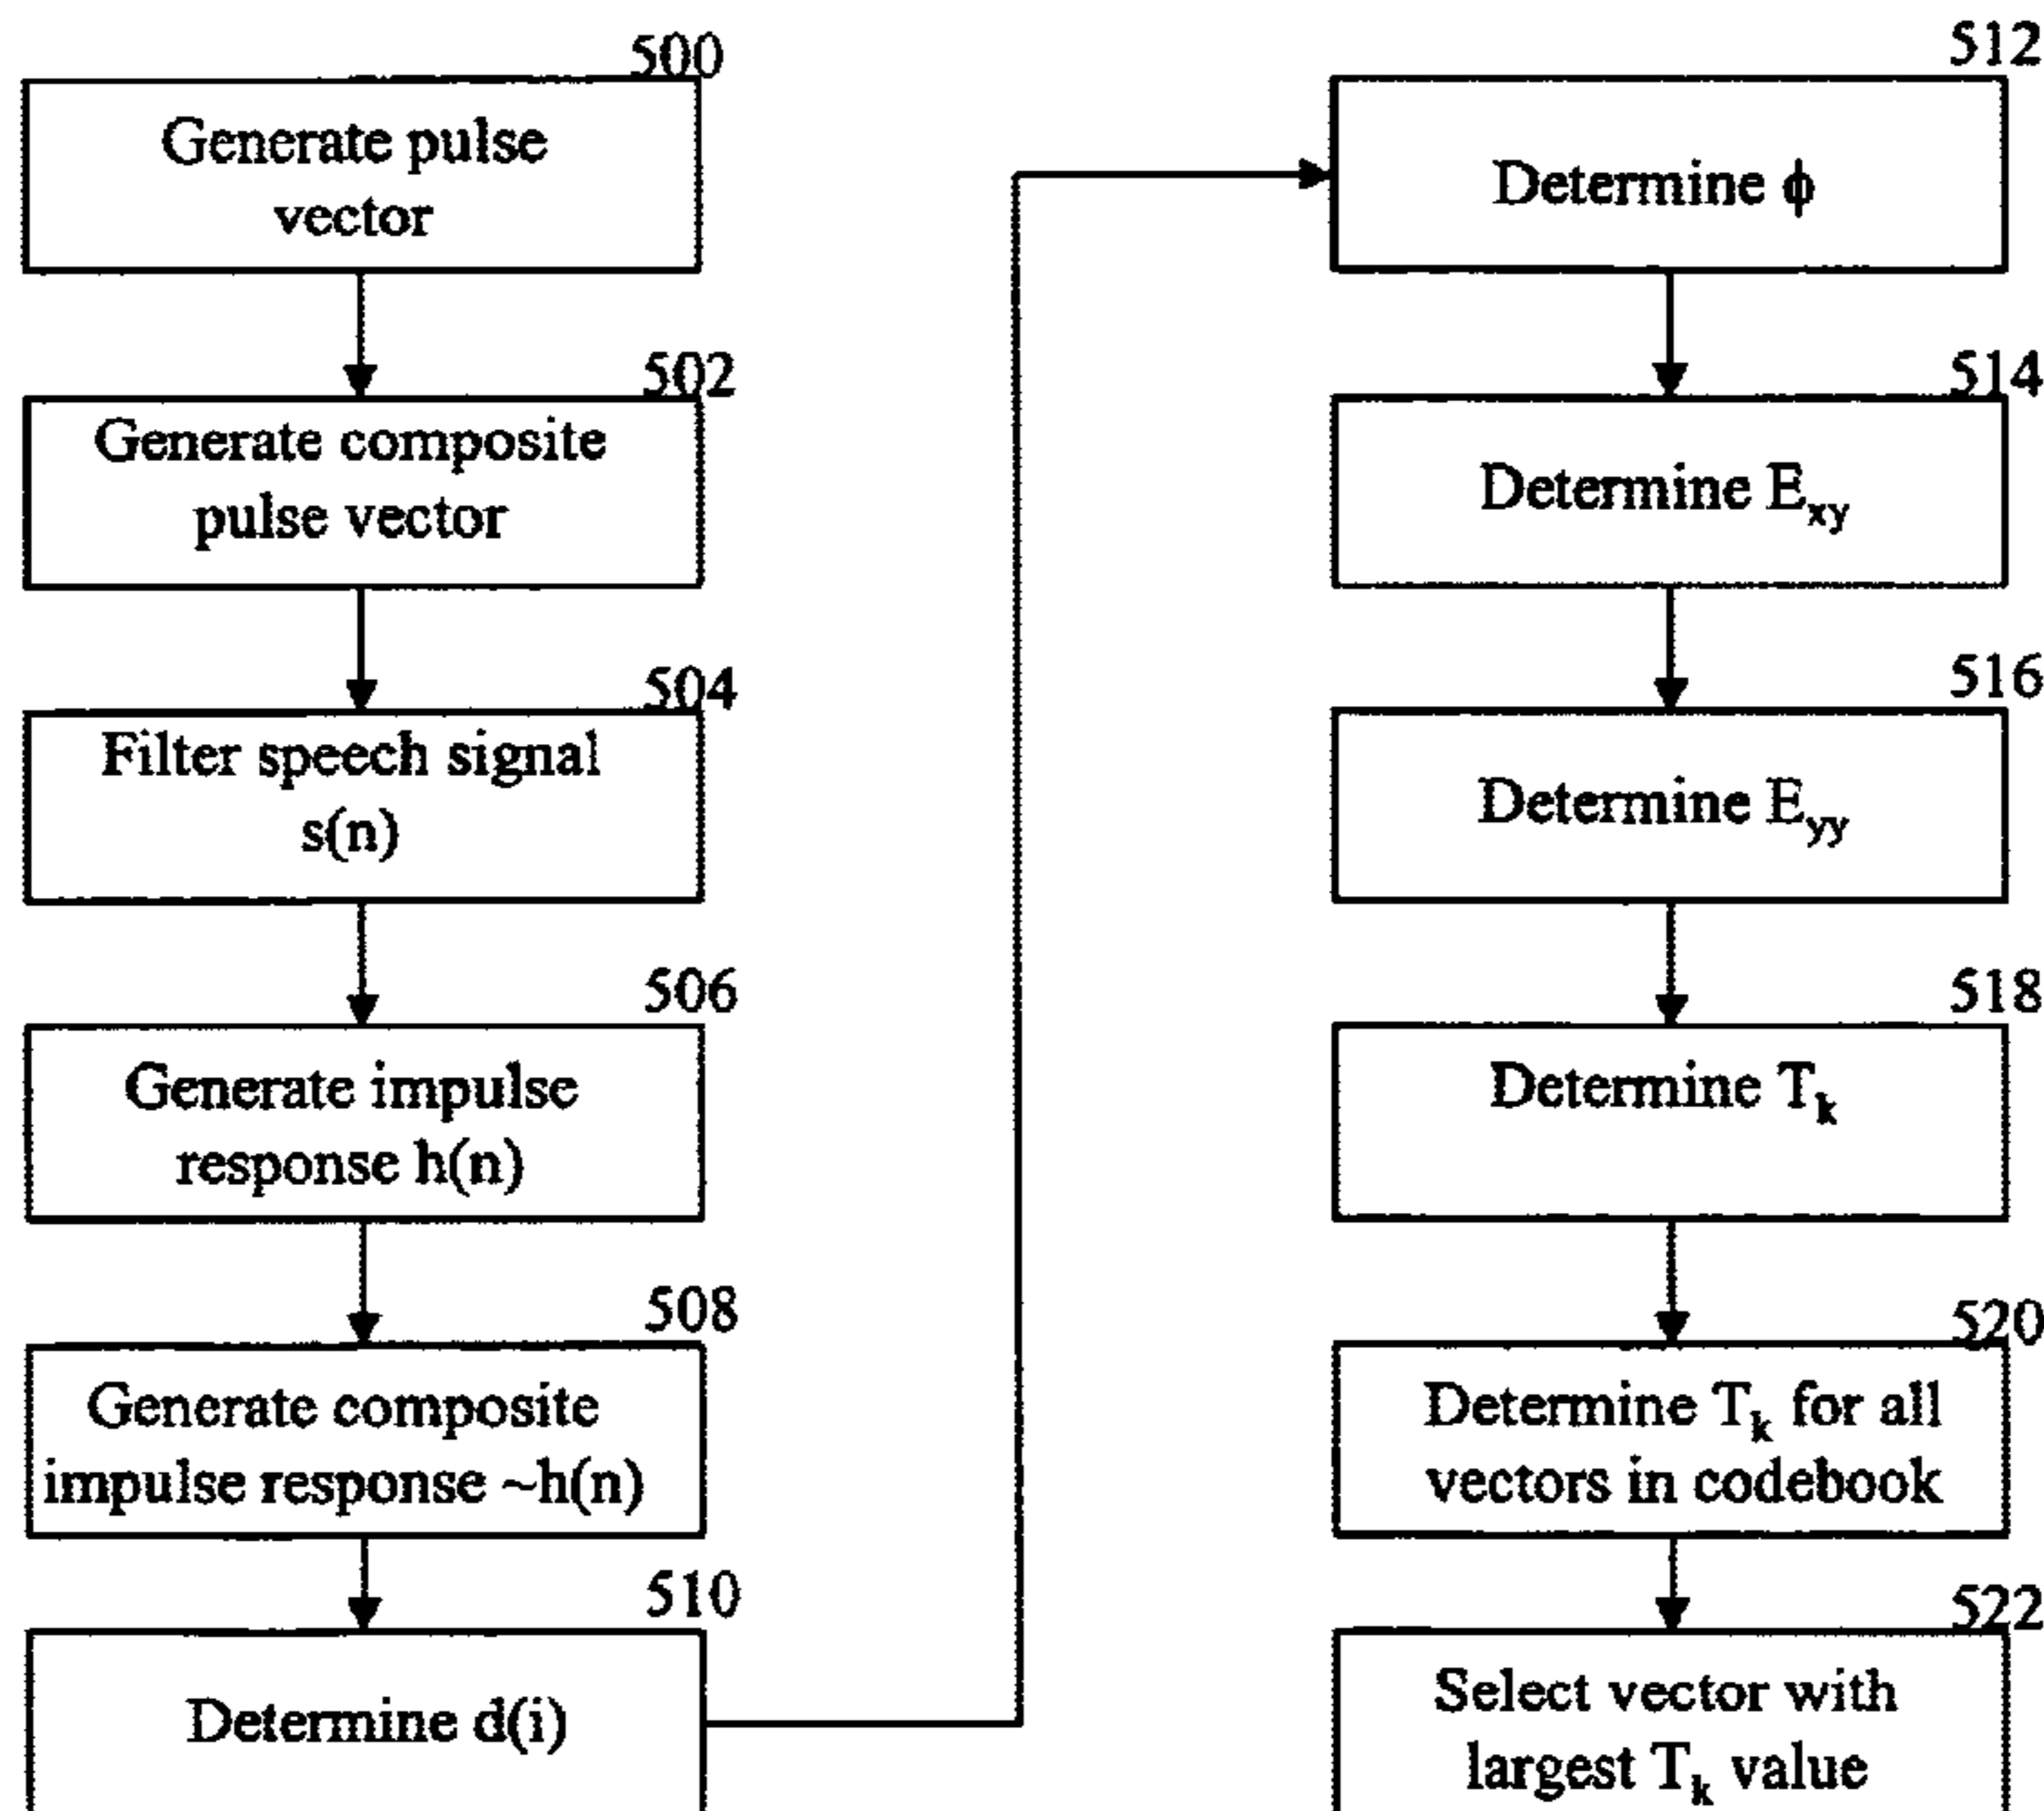 500
Generate pulse
vector
502
Generate composite
pulse vector
504
Filter speech signal
s(n)
506
Generate impulse
response h(n)
508
Generate composite
impulse response ~h(n)
510
Determine d(i)
512
Determine ϕ
514
Determine Exy
516
Determine Eyy
518
Determine Tk
520
Determine Tk for all
vectors in codebook
522
Select vector with
largest Tk value